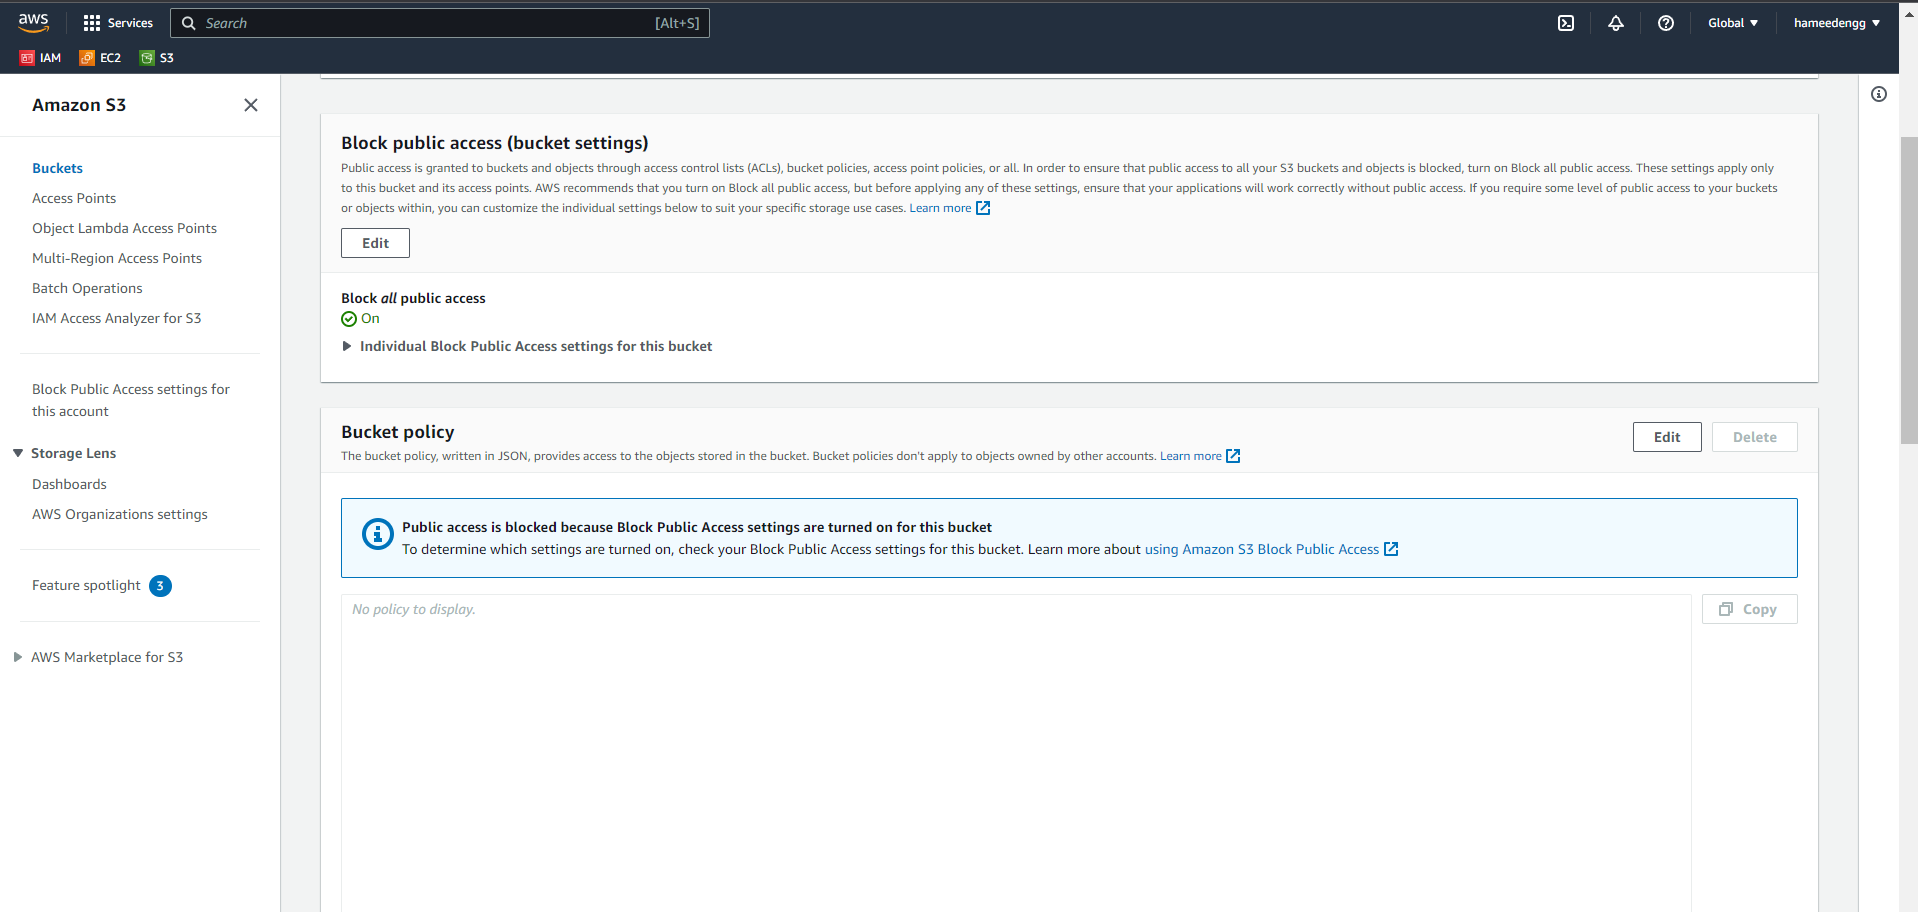 aws
Services
Search
[Alt+S]
Global
hameedengg
IAM
EC2
S3
Amazon S3
Buckets
Access Points
Object Lambda Access Points
Multi-Region Access Points
Batch Operations
IAM Access Analyzer for S3
Block Public Access settings for
this account
Storage Lens
Dashboards
AWS Organizations settings
Feature spotlight 3
AWS Marketplace for S3
Block public access (bucket settings)
Public access is granted to buckets and objects through access control lists (ACLs), bucket policies, access point policies, or all. In order to ensure that public access to all your S3 buckets and objects is blocked, turn on Block all public access. These settings apply only
to this bucket and its access points. AWS recommends that you turn on Block all public access, but before applying any of these settings, ensure that your applications will work correctly without public access. If you require some level of public access to your buckets
or objects within, you can customize the individual settings below to suit your specific storage use cases. Learn more
Edit
Block all public access
On
Individual Block Public Access settings for this bucket
Bucket policy
Edit
Delete
The bucket policy, written in JSON, provides access to the objects stored in the bucket. Bucket policies don't apply to objects owned by other accounts. Learn more
Public access is blocked because Block Public Access settings are turned on for this bucket
To determine which settings are turned on, check your Block Public Access settings for this bucket. Learn more about using Amazon S3 Block Public Access
No policy to display.
Copy